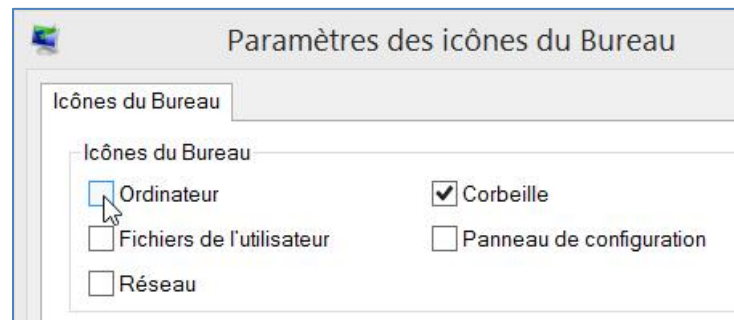 Paramètres des icônes du Bureau
Icônes du Bureau
Icônes du Bureau
Ordinateur
Corbeille
Fichiers de l'utilisateur
Panneau de configuration
Réseau